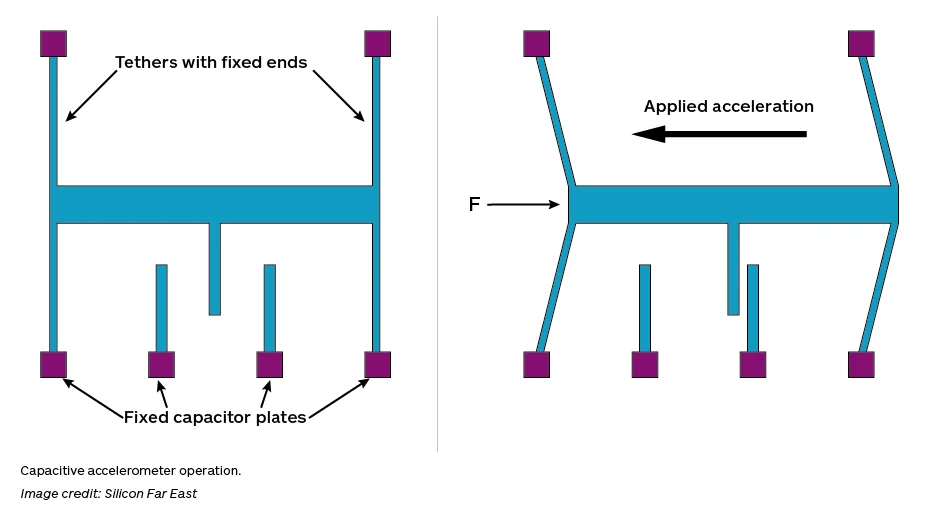 Tethers with fixed ends
Applied acceleration
F
Fixed capacitor plates
Capacitive accelerometer operation.
Image credit: Silicon Far East